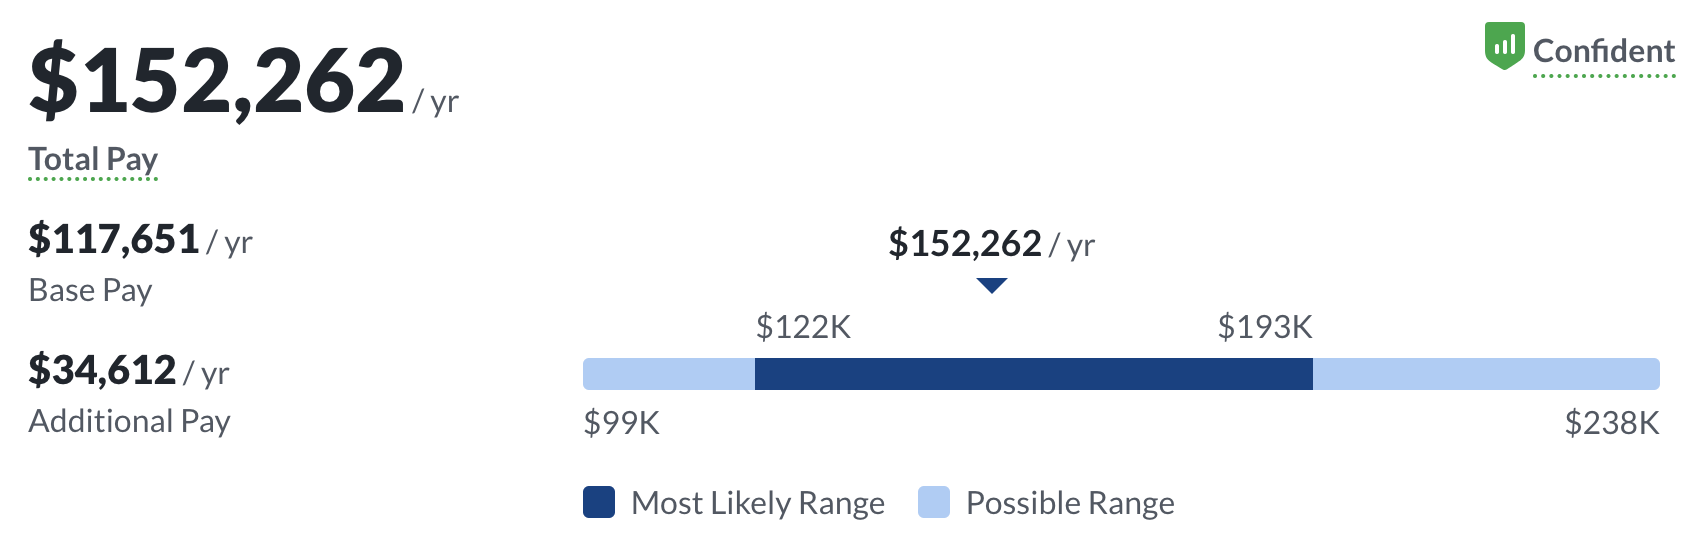 $152,262 / yr
Confident
Total Pay
$117,651 / yr
Base Pay
$34,612 / yr
Additional Pay
$152,262 / yr
$122K $193K
$99K $238K
Most Likely Range Possible Range